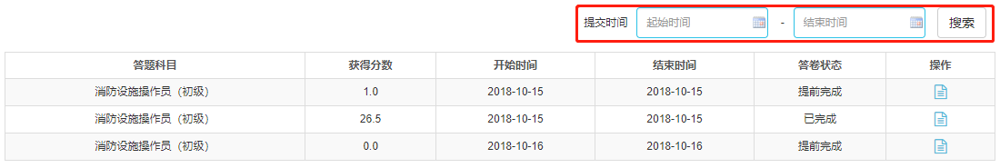 提交时间 起始时间 - 结束时间 搜索
答题科目 获得分数 开始时间 结束时间 答卷状态 操作
消防设施操作员（初级） 1.0 2018-10-15 2018-10-15 提前完成
消防设施操作员（初级） 26.5 2018-10-15 2018-10-15 已完成
消防设施操作员（初级） 0.0 2018-10-16 2018-10-16 提前完成